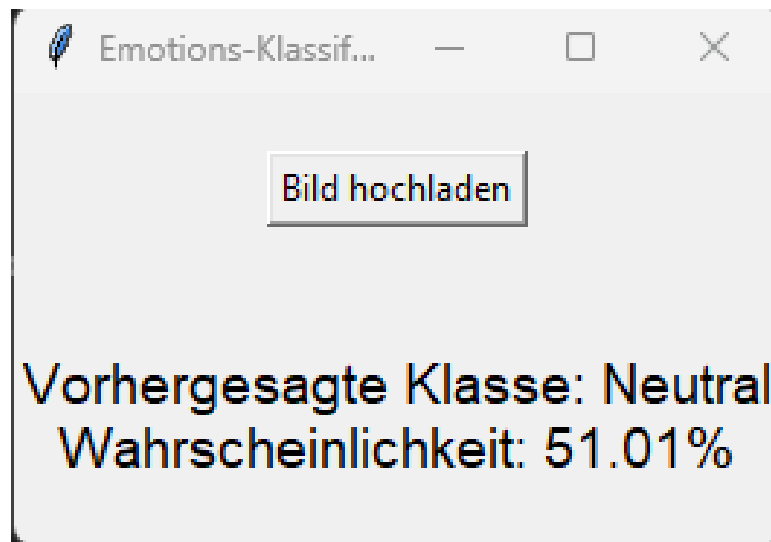 Emotions-Klassif...
Bild hochladen
Vorhergesagte Klasse: Neutral
Wahrscheinlichkeit: 51.01%